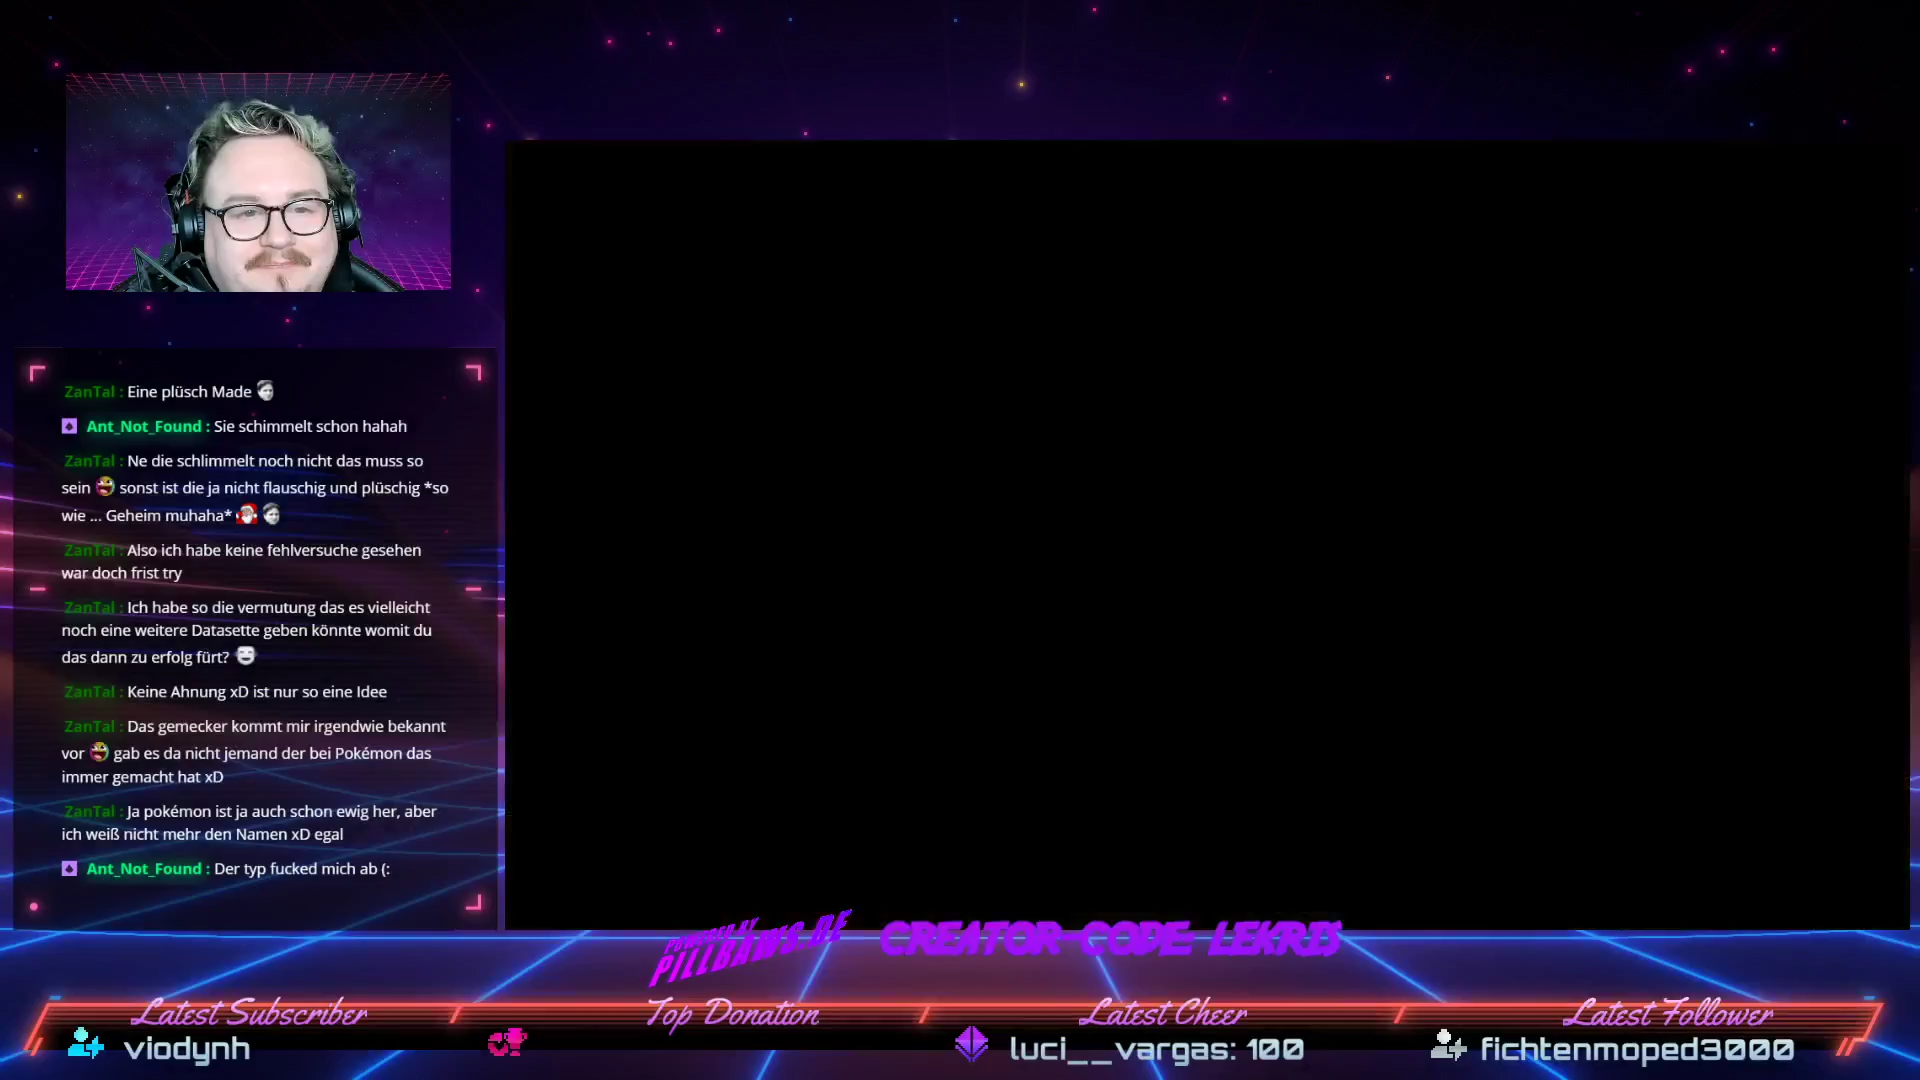 ZanTal : Eine plüsch Made
Ant_Not_Found : Sie schimmelt schon hahah
ZanTal : Ne die schlimmelt noch nicht das muss so
sein sonst ist die ja nicht flauschig und plüschig *so
wie ... Geheim muhaha*
ZanTal : Also ich habe keine fehlversuche gesehen
war doch frist try
ZanTal : Ich habe so die vermutung das es vielleicht
noch eine weitere Datasette geben könnte womit du
das dann zu erfolg fürt?
ZanTal : Keine Ahnung xD ist nur so eine Idee
ZanTal : Das gemecker kommt mir irgendwie bekannt
vor gab es da nicht jemand der bei Pokémon das
immer gemacht hat xD
ZanTal : Ja pokémon ist ja auch schon ewig her, aber
ich weiß nicht mehr den Namen xD egal
Ant_Not_Found : Der typ fucked mich ab (:
POWERED BY
PILLBAMS.DE
CREATOR-CODE: LEKRIS
Latest Subscriber
viodynh
Top Donation
Latest Cheer
luci__vargas: 100
Latest Follower
fichtenmoped3000